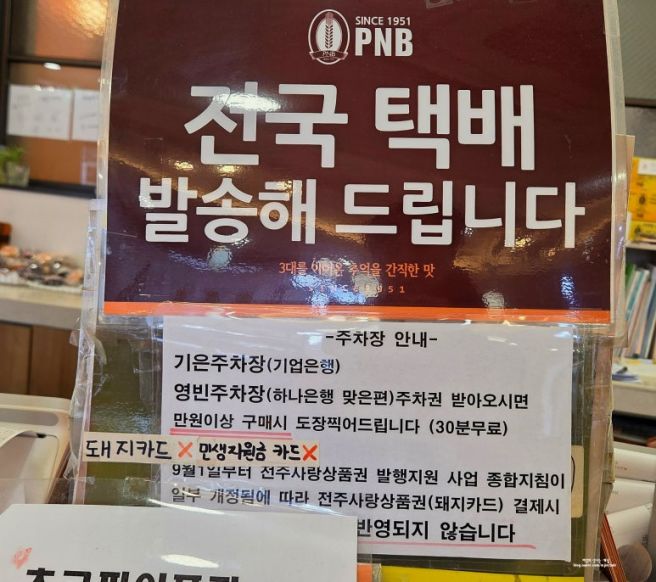 SINCE 1951
PNB
PNB
전국 택배
발송해 드립니다
3대를 이어온 추억을 간직한 맛
-주차장 안내-
기은주차장(기업은행)
영빈주차장(하나은행 맞은편)주차권 받아오시면
만원이상 구매시 도장찍어드립니다 (30분무료)
돼지카드 X 민생지원금 카드X
9월1일부터 전주사랑상품권 발행지원 사업 종합지침이
일부 개정됨에 따라 전주사랑상품권(돼지카드) 결제시
반영되지 않습니다